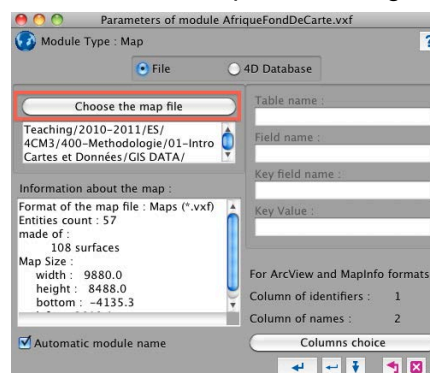 Parameters of module AfriqueFondDeCarte.vxf
Module Type : Map
?
File
4D Database
Choose the map file
Teaching/2010-2011/ES/
4CM3/400-Methodologie/01-Intro
Cartes et Données/GIS DATA/
Table name :
Field name :
Key field name :
Key Value :
Information about the map :
Format of the map file : Maps (*.vxf)
Entities count : 57
made of :
108 surfaces
Map Size :
width : 9880.0
height : 8488.0
bottom : -4135.3
For ArcView and MapInfo formats
Column of identifiers : 1
Column of names : 2
Automatic module name
Columns choice